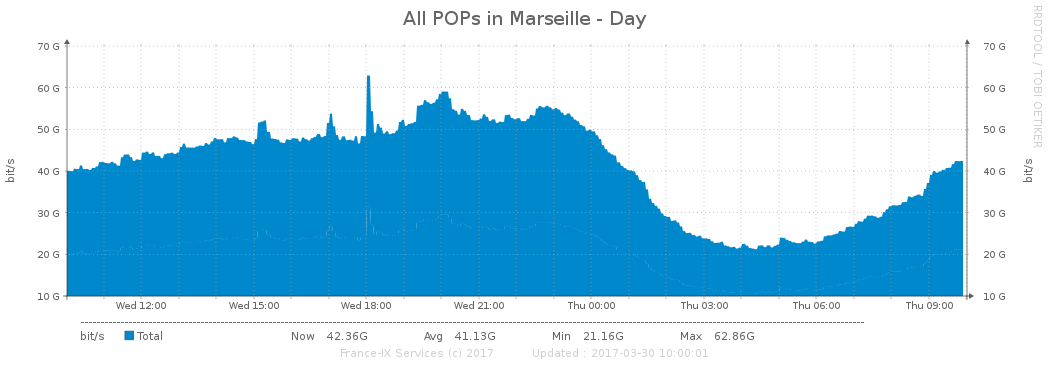 All POPs in Marseille - Day
RRDTOOL / TOBI OETIKER
70 G 70 G
60 G 60 G
50 G 50 G
40 G 40 G
30 G 30 G
20 G 20 G
10 G 10 G
bit/s
bit/s
Wed 12:00 Wed 15:00 Wed 18:00 Wed 21:00 Thu 00:00 Thu 03:00 Thu 06:00 Thu 09:00
bit/s Total Now 42.36G Avg 41.13G Min 21.16G Max 62.86G
France-IX Services (c) 2017 Updated : 2017-03-30 10:00:01